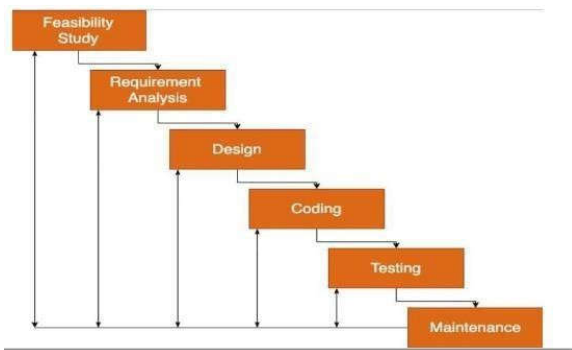 Feasibility
Study
Requirement
Analysis
Design
Coding
Testing
Maintenance